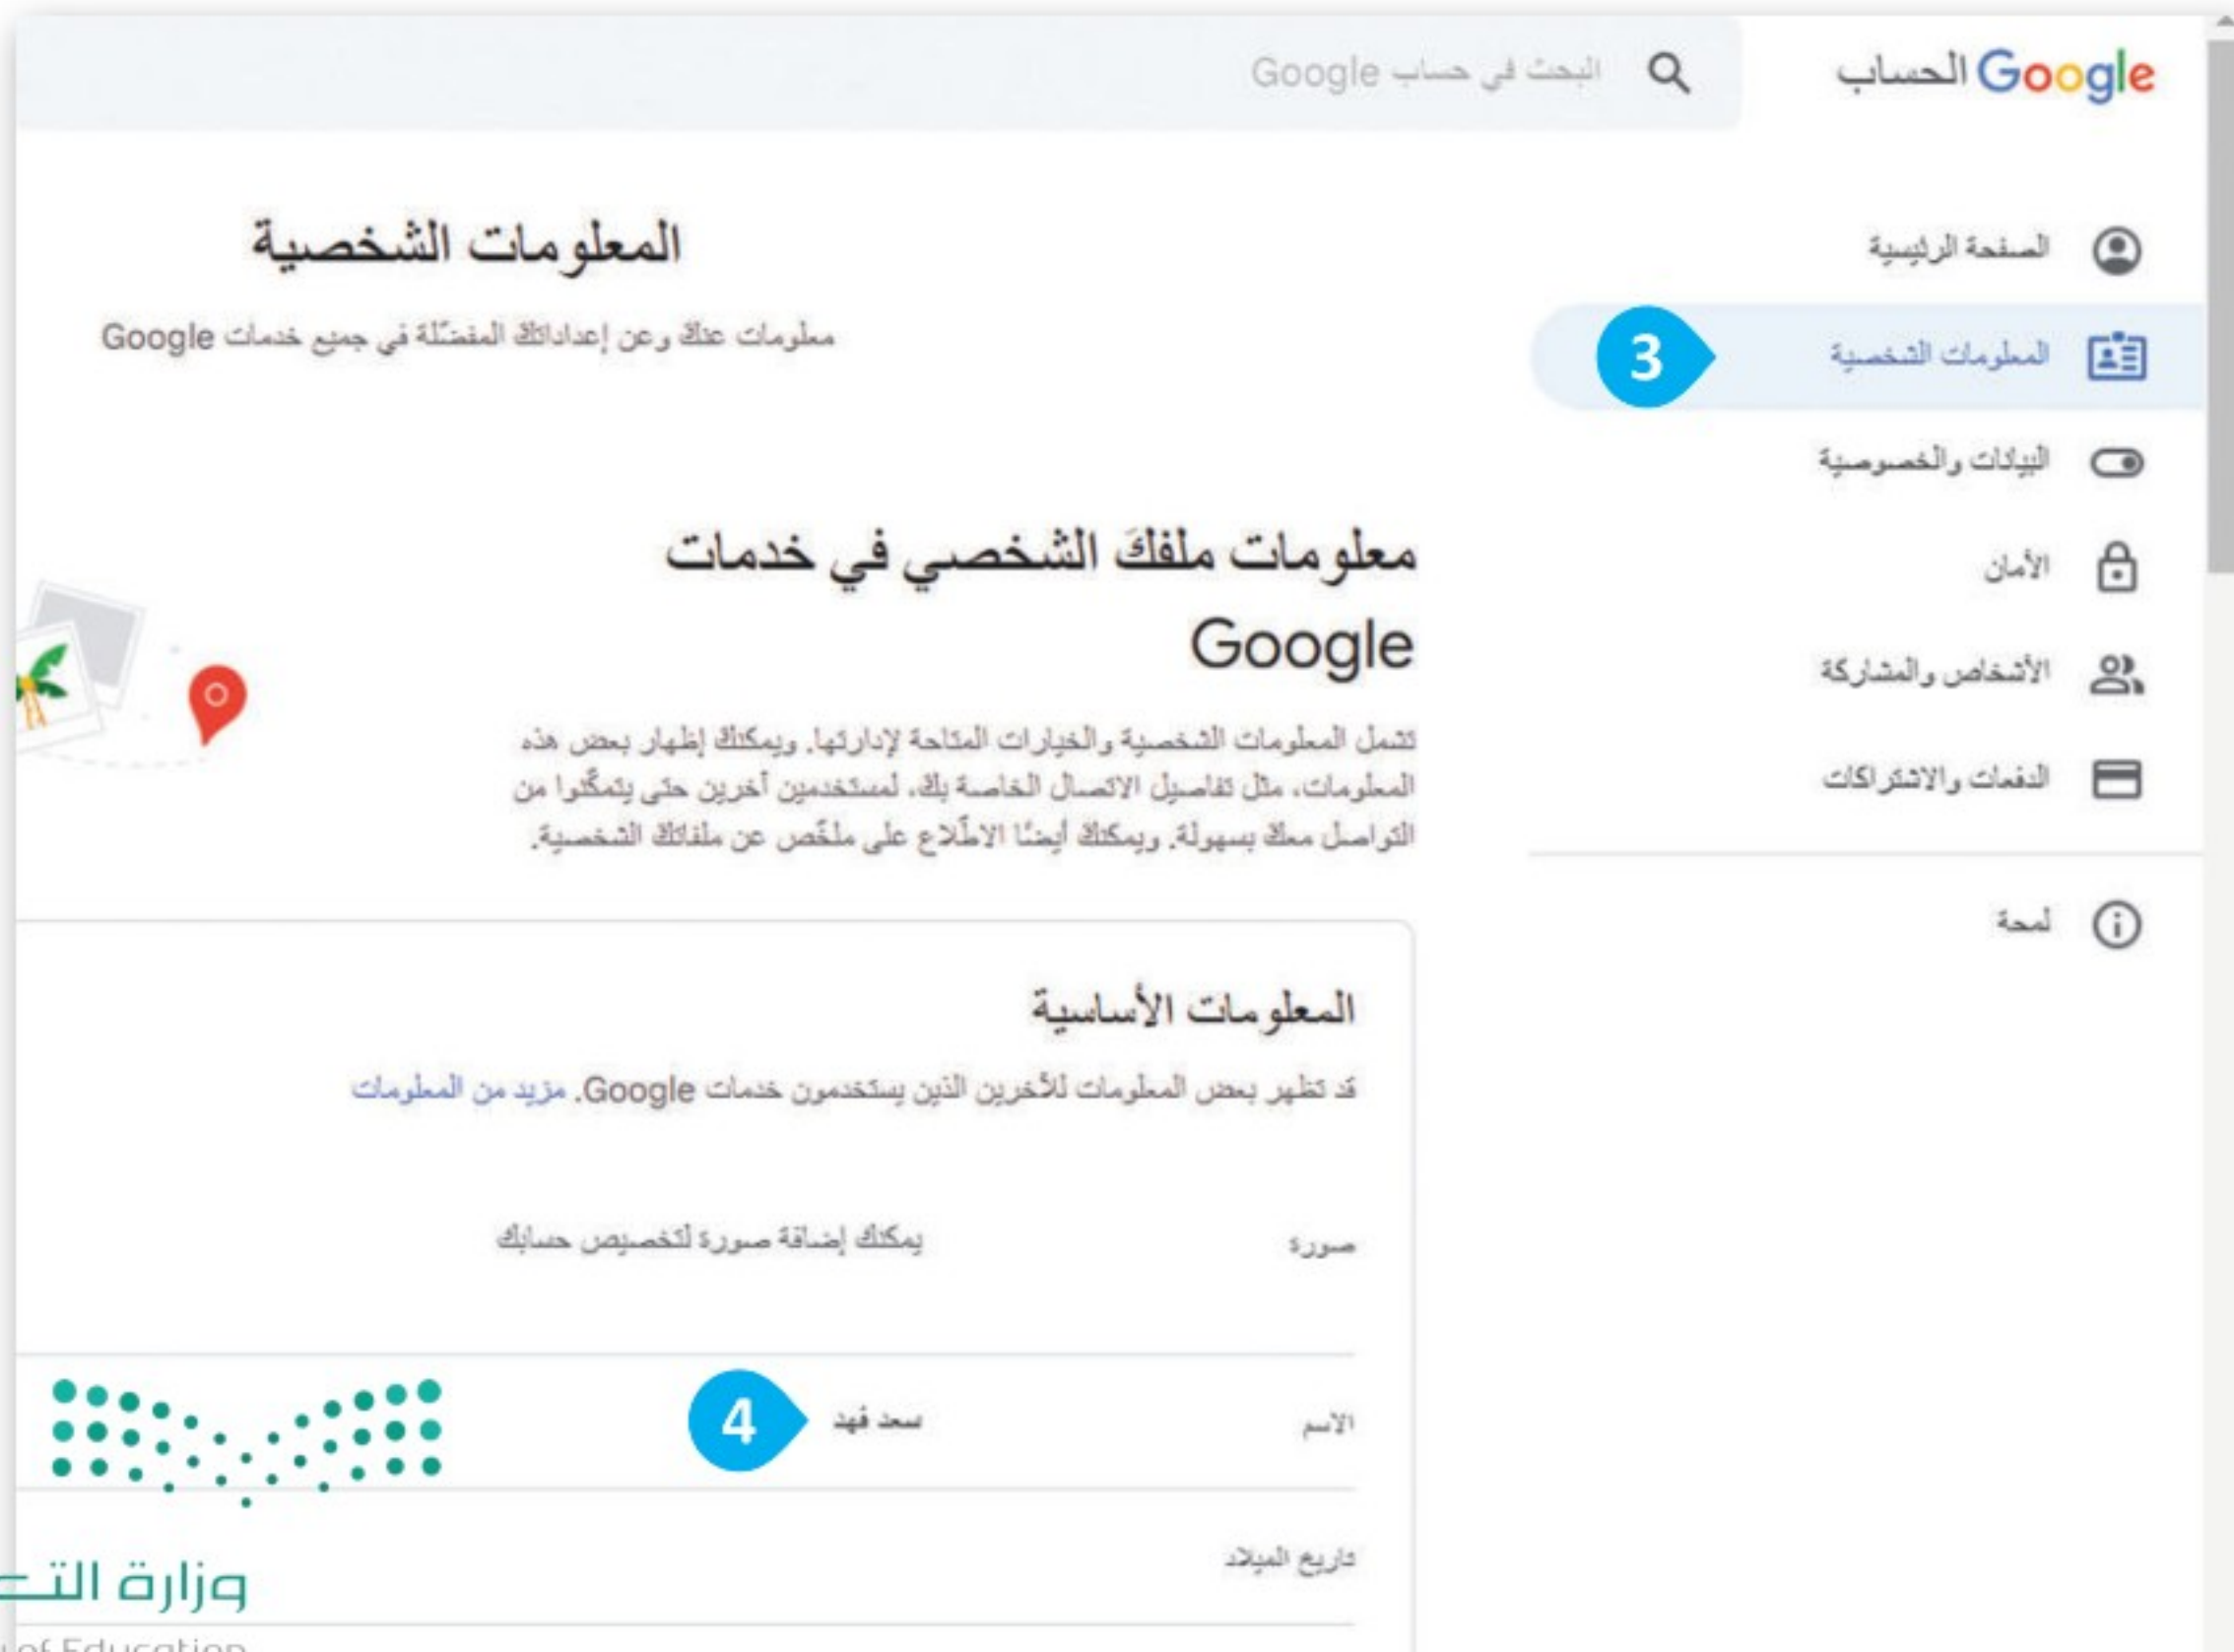 Google الحساب
البحث في حساب Google
الصفحة الرئيسية
3
المعلومات الشخصية
البيانات والخصوصية
الأمان
الأشخاص والمشاركة
الدفعات والاشتراكات
لمحة
المعلومات الشخصية
معلومات عنك وعن إعداداتك المفضّلة في جميع خدمات Google
معلومات ملفكَ الشخصي في خدمات
Google
تشمل المعلومات الشخصية والخيارات المتاحة لإدارتها. ويمكنك إظهار بعض هذه
المعلومات، مثل تفاصيل الاتصال الخاصة بك، لمستخدمين آخرين حتى يتمكّنوا من
التواصل معك بسهولة. ويمكنك أيضًا الاطّلاع على ملخّص عن ملفاتك الشخصية.
المعلومات الأساسية
قد تظهر بعض المعلومات للآخرين الذين يستخدمون خدمات Google. مزيد من المعلومات
صورة
يمكنك إضافة صورة لتخصيص حسابك
الاسم
سعد فهد
4
تاريخ الميلاد
وزارة التـ
of Education